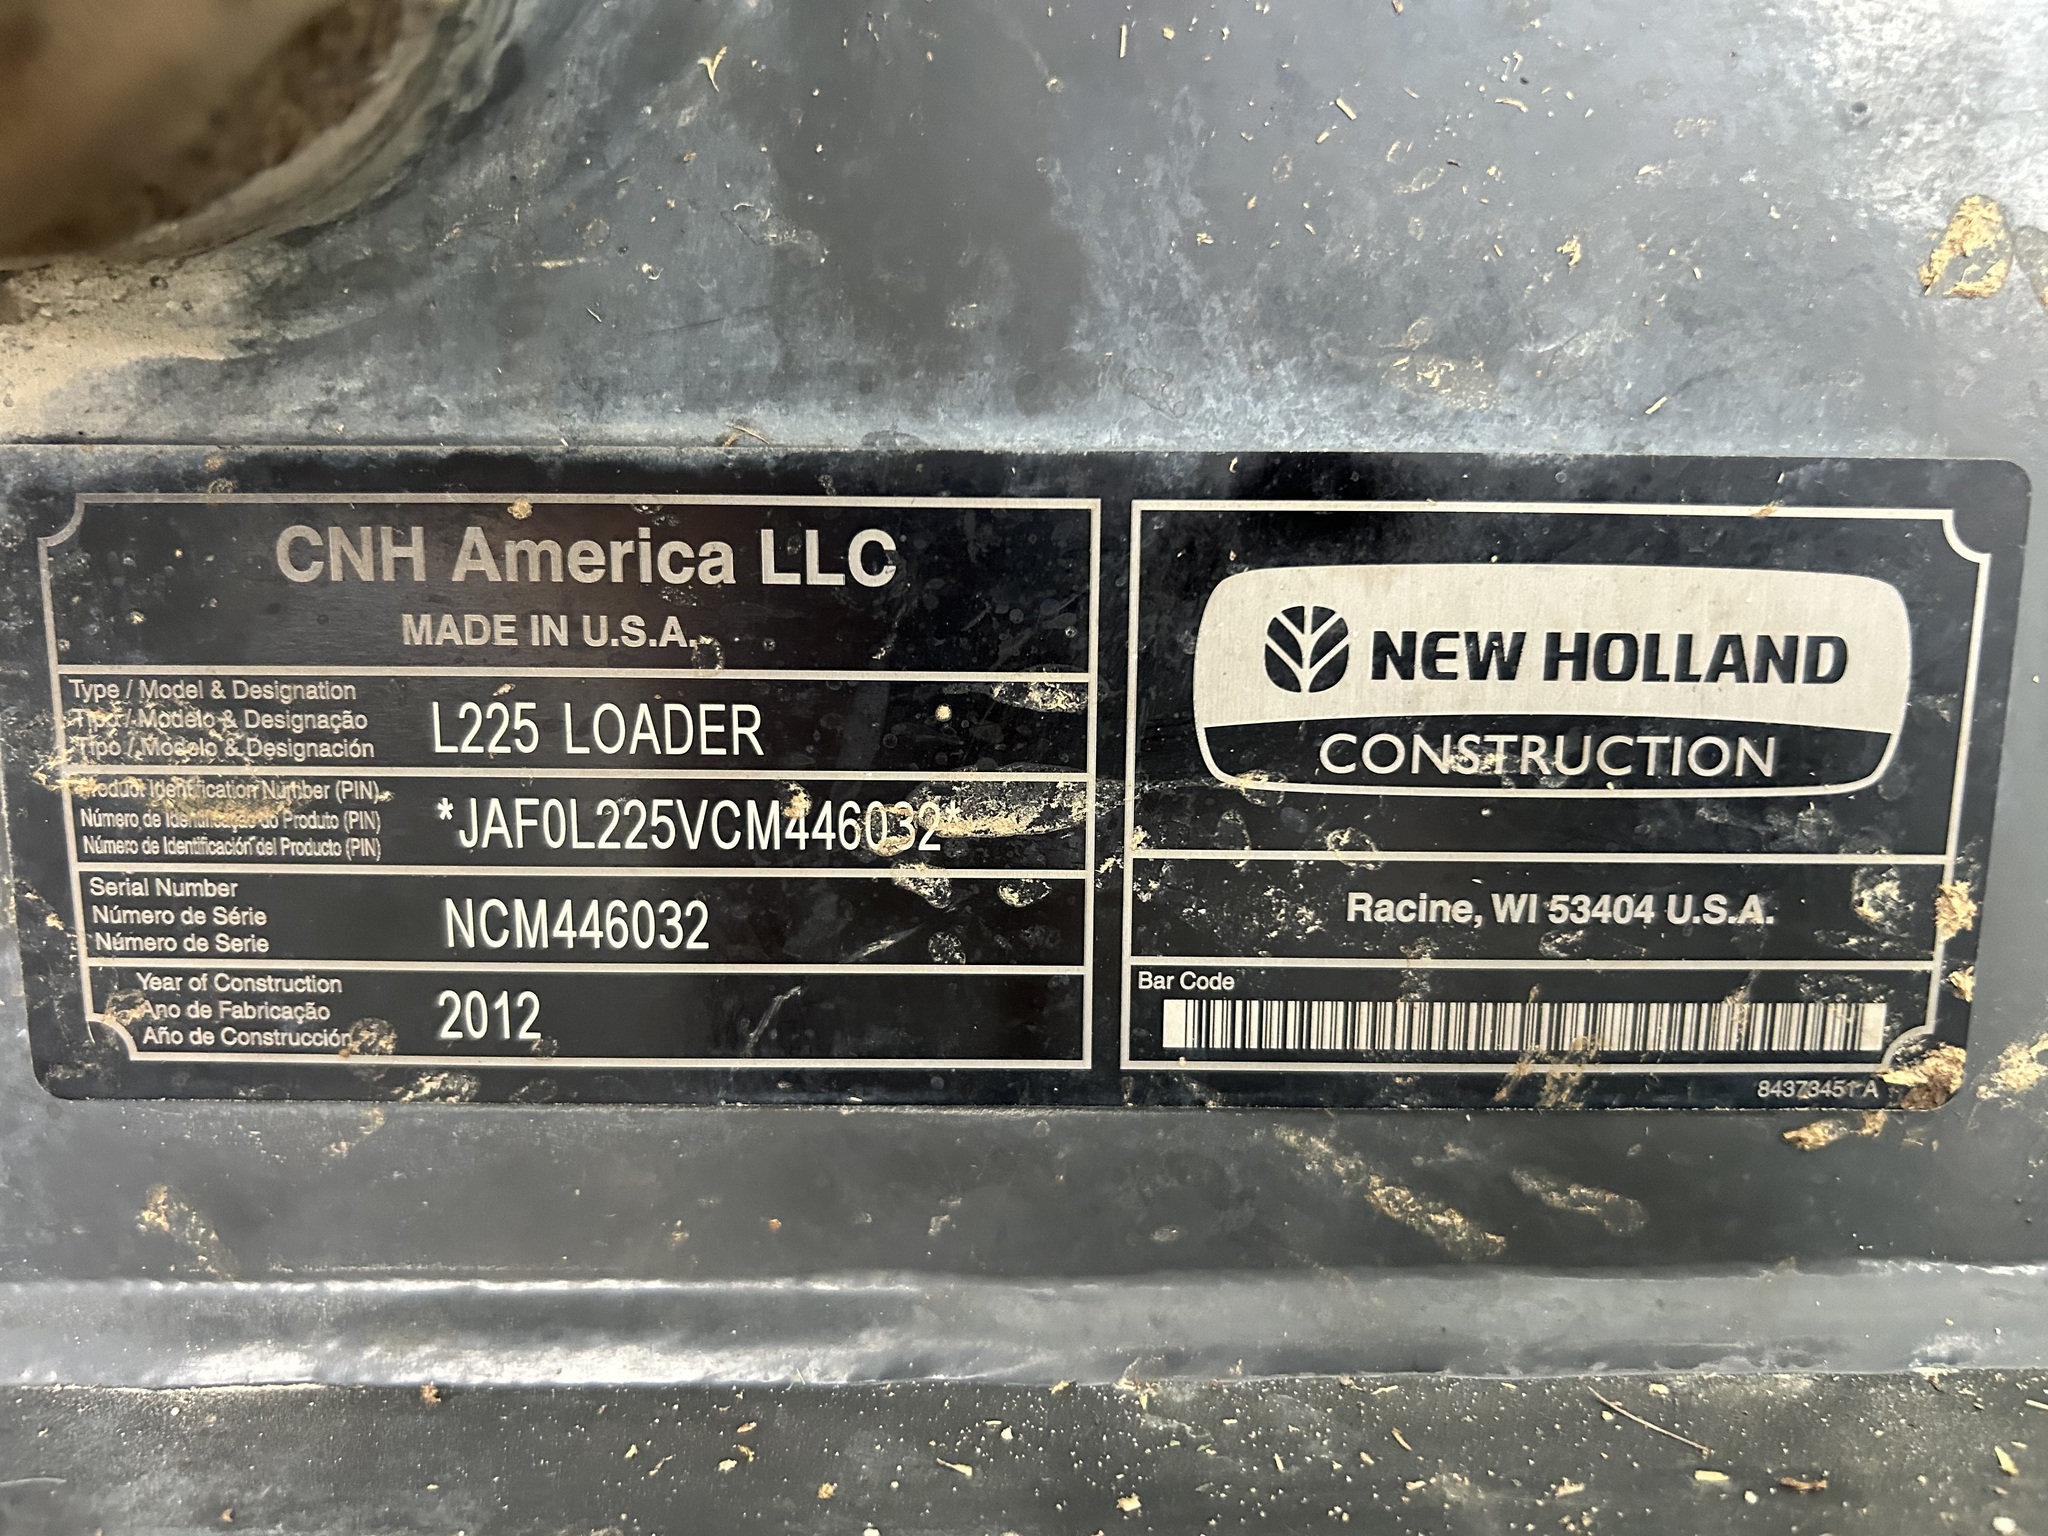 CNH America LLC
MADE IN U.S.A.
Type / Model & Designation
Tipo / Modelo & Designação
Tipo / Modelo & Designación
L225 LOADER
Product Identification Number (PIN)
Número de Identificação do Produto (PIN)
Número de Identificación del Producto (PIN)
*JAF0L225VCM446032*
Serial Number
Número de Série
Número de Serie
NCM446032
Year of Construction
Ano de Fabricação
Año de Construcción
2012
NEW HOLLAND
CONSTRUCTION
Racine, WI 53404 U.S.A.
Bar Code
84373451 A